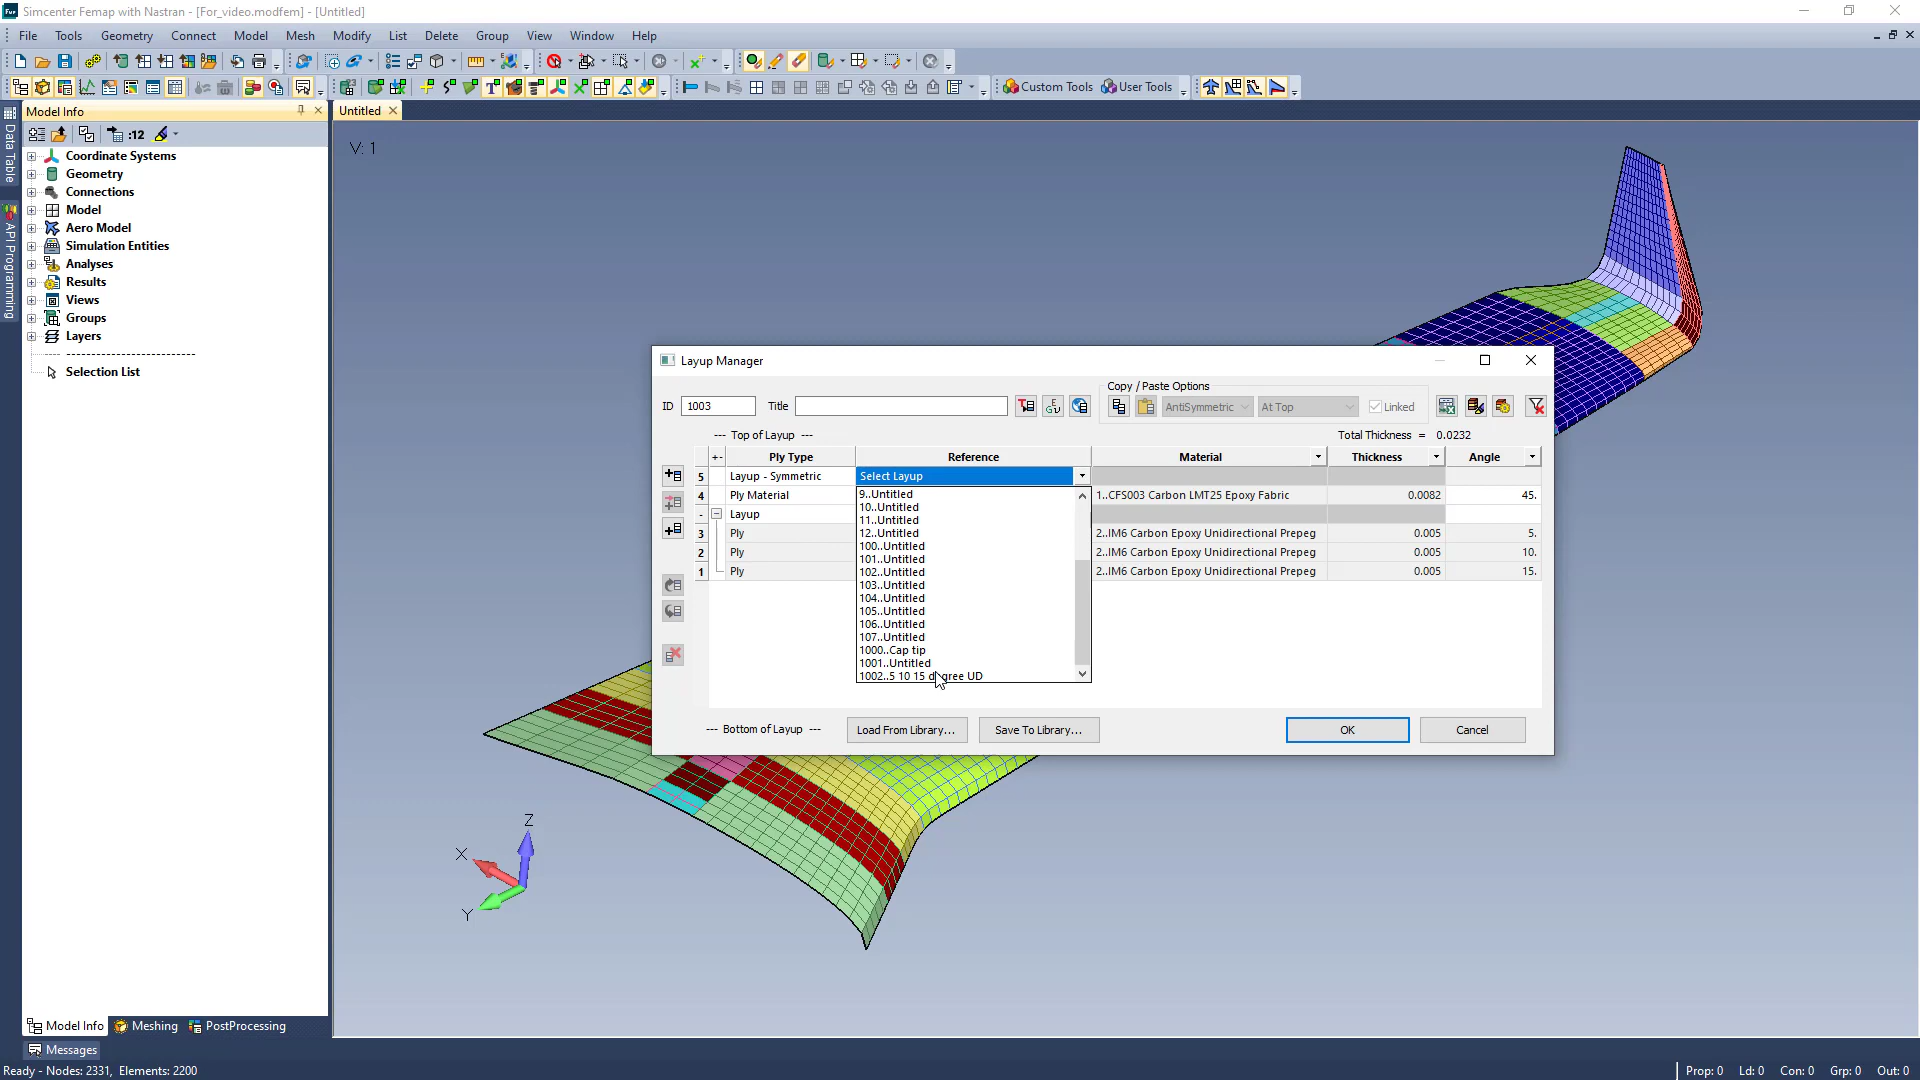 Simcenter Femap with Nastran - [For_video.modfem] - [Untitled]
File Tools Geometry Connect Model Mesh Modify List Delete Group View Window Help
Custom Tools User Tools
Model Info
Untitled
:12
V: 1
Data Table
API Programming
Coordinate Systems
Geometry
Connections
Model
Aero Model
Simulation Entities
Analyses
Results
Views
Groups
Layers
Selection List
Layup Manager
ID 1003 Title
Copy / Paste Options
AntiSymmetric At Top Linked
--- Top of Layup ---
Total Thickness = 0.0232
+- Ply Type Reference Material Thickness Angle
5 Layup - Symmetric Select Layup
4 Ply Material 1..CFS003 Carbon LMT25 Epoxy Fabric 0.0082 45.
- Layup
3 Ply 2..IM6 Carbon Epoxy Unidirectional Prepeg 0.005 5.
2 Ply 2..IM6 Carbon Epoxy Unidirectional Prepeg 0.005 10.
1 Ply 2..IM6 Carbon Epoxy Unidirectional Prepeg 0.005 15.
9..Untitled
10..Untitled
11..Untitled
12..Untitled
100..Untitled
101..Untitled
102..Untitled
103..Untitled
104..Untitled
105..Untitled
106..Untitled
107..Untitled
1000..Cap tip
1001..Untitled
1002..5 10 15 degree UD
--- Bottom of Layup --- Load From Library... Save To Library... OK Cancel
Z
X
Y
Model Info Meshing PostProcessing
Messages
Ready - Nodes: 2331, Elements: 2200
Prop: 0 Ld: 0 Con: 0 Grp: 0 Out: 0